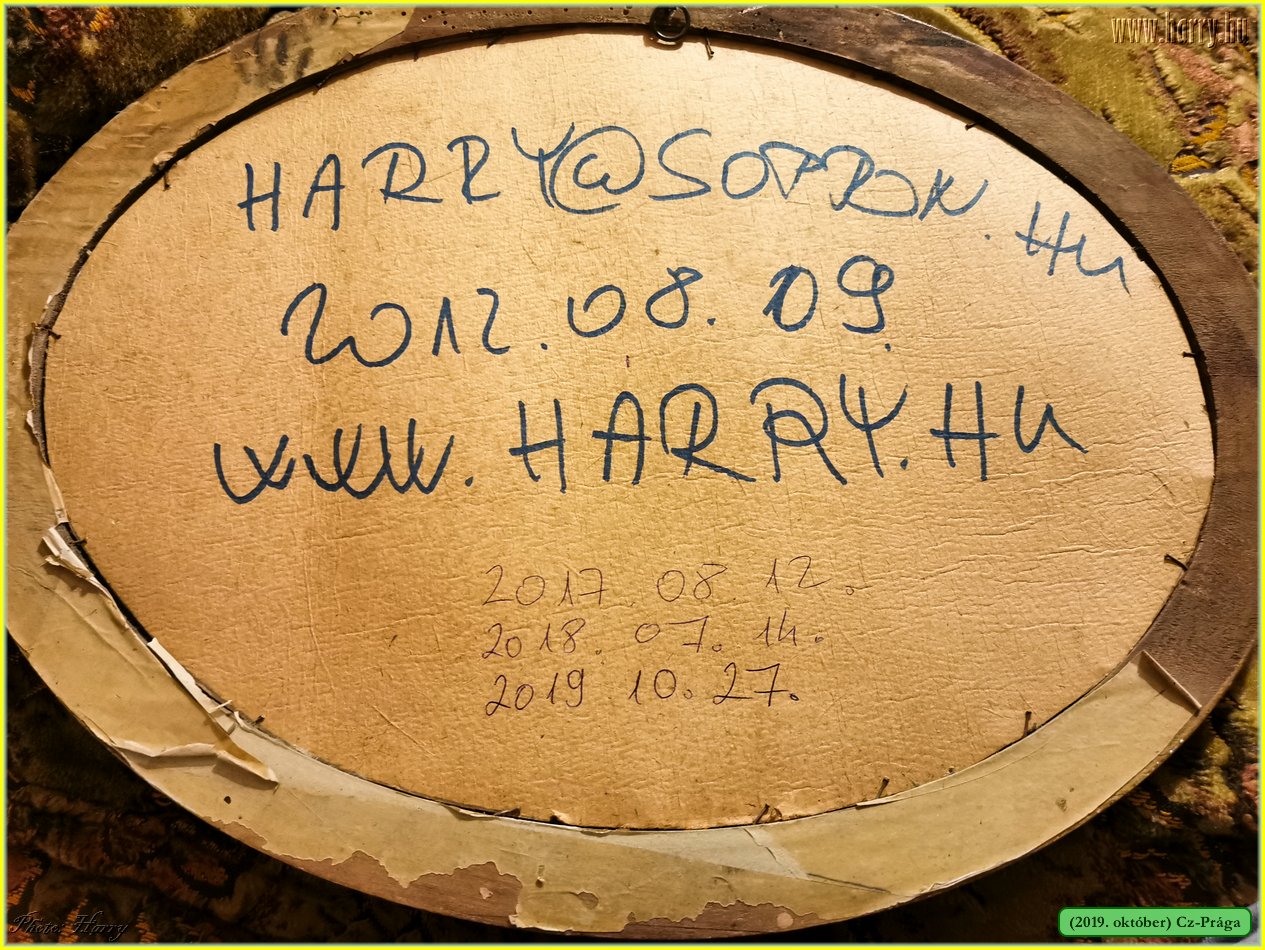 www.harry.hu
HARRY@SOPRON.HU
2012.08.09.
WWW.HARRY.HU
2017.08.12.
2018.07.14.
2019 10.27.
Photo: Harry
(2019. október) Cz-Prága